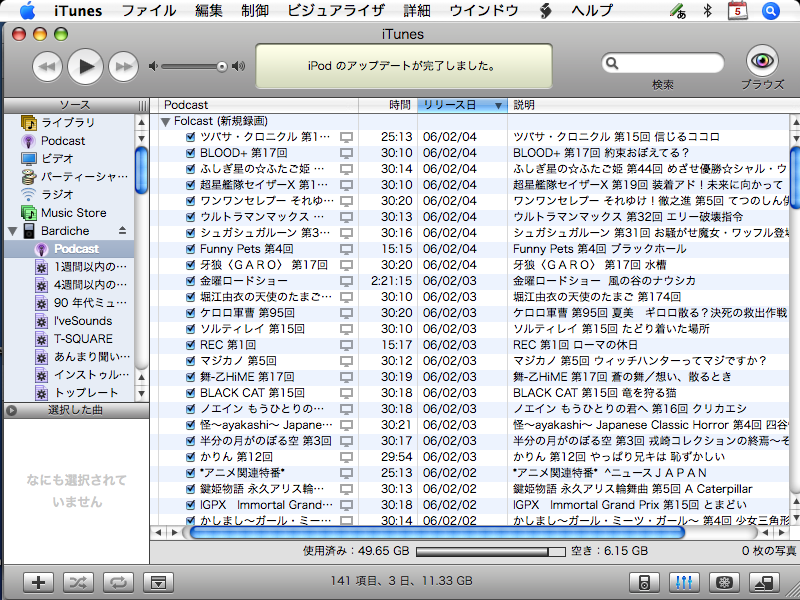 iTunes ファイル 編集 制御 ビジュアライザ 詳細 ウインドウ ヘルプ 5
iTunes
iPod のアップデートが完了しました。
検索
ブラウズ
ソース
ライブラリ
Podcast
ビデオ
パーティーシャ…
ラジオ
Music Store
Bardiche
Podcast
1週間以内の…
4週間以内の…
90 年代ミュ…
I'veSounds
T-SQUARE
あんまり聞い…
インストゥル…
トップレート
選択した曲
なにも選択されて
いません
Podcast 時間 リリース日 説明
Folcast (新規録画)
ツバサ・クロニクル 第1… 25:13 06/02/04 ツバサ・クロニクル 第15回 信じるココロ
BLOOD+ 第17回 30:10 06/02/04 BLOOD+ 第17回 約束おぼえてる？
ふしぎ星の☆ふたご姫 … 30:14 06/02/04 ふしぎ星の☆ふたご姫 第44回 めざせ優勝☆シャル・ウ
超星艦隊セイザーX 第1… 30:10 06/02/04 超星艦隊セイザーX 第19回 装着アド！未来に向かって
ワンワンセレプー それゆ… 30:20 06/02/04 ワンワンセレプー それゆけ！徹之進 第5回 てつのしん
ウルトラマンマックス … 30:13 06/02/04 ウルトラマンマックス 第32回 エリー破壊指令
シュガシュガルーン 第3… 30:16 06/02/04 シュガシュガルーン 第31回 お騒がせ魔女・ワッフル登場
Funny Pets 第4回 15:15 06/02/04 Funny Pets 第4回 ブラックホール
牙狼〈GARO〉 第17回 30:20 06/02/04 牙狼〈GARO〉 第17回 水槽
金曜ロードショー 2:21:15 06/02/03 金曜ロードショー　風の谷のナウシカ
堀江由衣の天使のたまご… 30:10 06/02/03 堀江由衣の天使のたまご 第174回
ケロロ軍曹 第95回 30:20 06/02/03 ケロロ軍曹 第95回 夏美　ギロロ散る？決死の救出作戦
ソルティレイ 第15回 30:10 06/02/03 ソルティレイ 第15回 たどり着いた場所
REC 第1回 15:17 06/02/03 REC 第1回 ローマの休日
マジカノ 第5回 30:12 06/02/03 マジカノ 第5回 ウィッチハンターってマジですか？
舞-乙HiME 第17回 30:19 06/02/03 舞-乙HiME 第17回 蒼の舞／想い、散るとき
BLACK CAT 第15回 30:18 06/02/03 BLACK CAT 第15回 竜を狩る猫
ノエイン もうひとりの… 30:18 06/02/03 ノエイン もうひとりの君へ 第16回 クリカエシ
怪〜ayakashi〜 Japane… 30:21 06/02/03 怪〜ayakashi〜 Japanese Classic Horror 第4回 四谷
半分の月がのぼる空 第3回 30:17 06/02/03 半分の月がのぼる空 第3回 戎崎コレクションの終焉〜そ
かりん 第12回 29:54 06/02/03 かりん 第12回 やっぱり兄キは 恥ずかしい
*アニメ関連特番* 25:13 06/02/02 *アニメ関連特番* ^ニュースＪＡＰＡＮ
鍵姫物語 永久アリス輪… 30:13 06/02/02 鍵姫物語 永久アリス輪舞曲 第5回 A Caterpillar
IGPX　Immortal Grand… 30:18 06/02/02 IGPX　Immortal Grand Prix 第15回 とまどい
かしまし〜ガール・ミー… 30:14 06/02/02 かしまし〜ガール・ミーツ・ガール〜 第4回 少女三角形
使用済み：49.65 GB 空き：6.15 GB 0 枚の写真
141 項目、3 日、11.33 GB